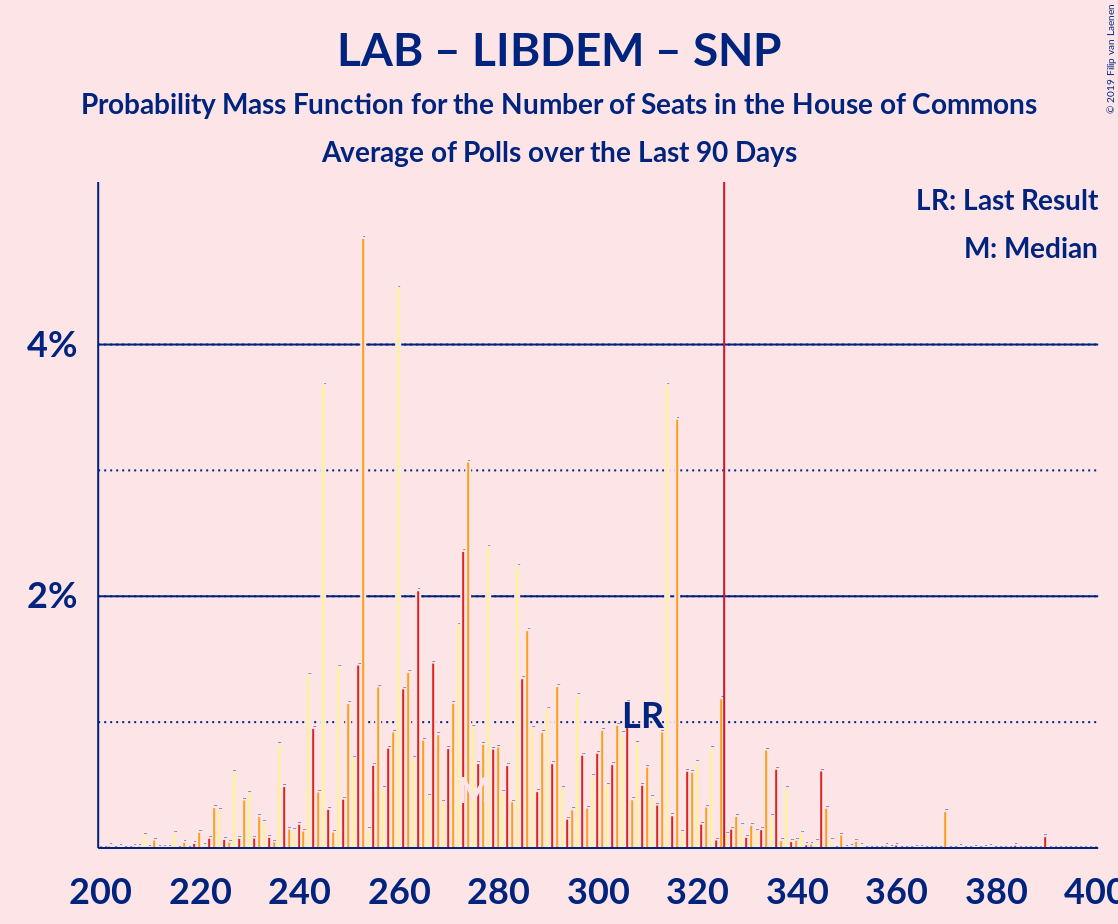 LAB – LIBDEM – SNP
Probability Mass Function for the Number of Seats in the House of Commons
Average of Polls over the Last 90 Days
© 2019 Filip van Laenen
LR: Last Result
M: Median
4%
2%
LR
M
200 220 240 260 280 300 320 340 360 380 400